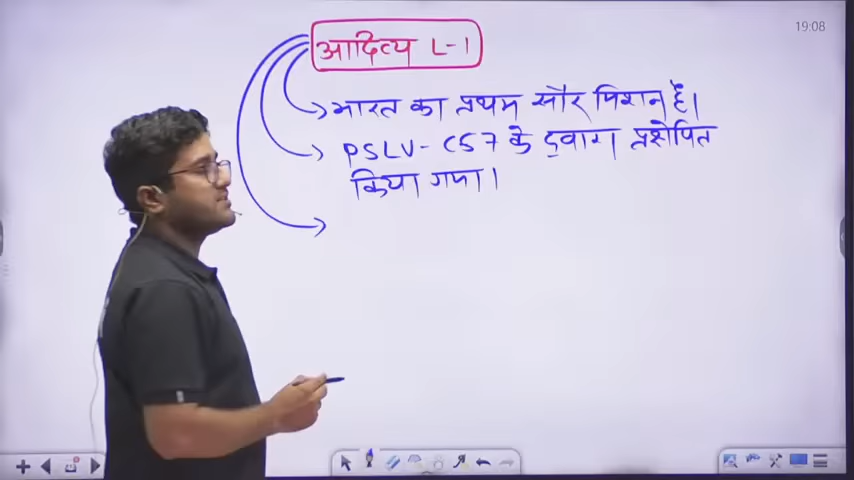 19:08
आदित्य L-1
भारत का प्रथम सौर मिशन है।
PSLV- C57 के द्वारा प्रक्षेपित
किया गया।